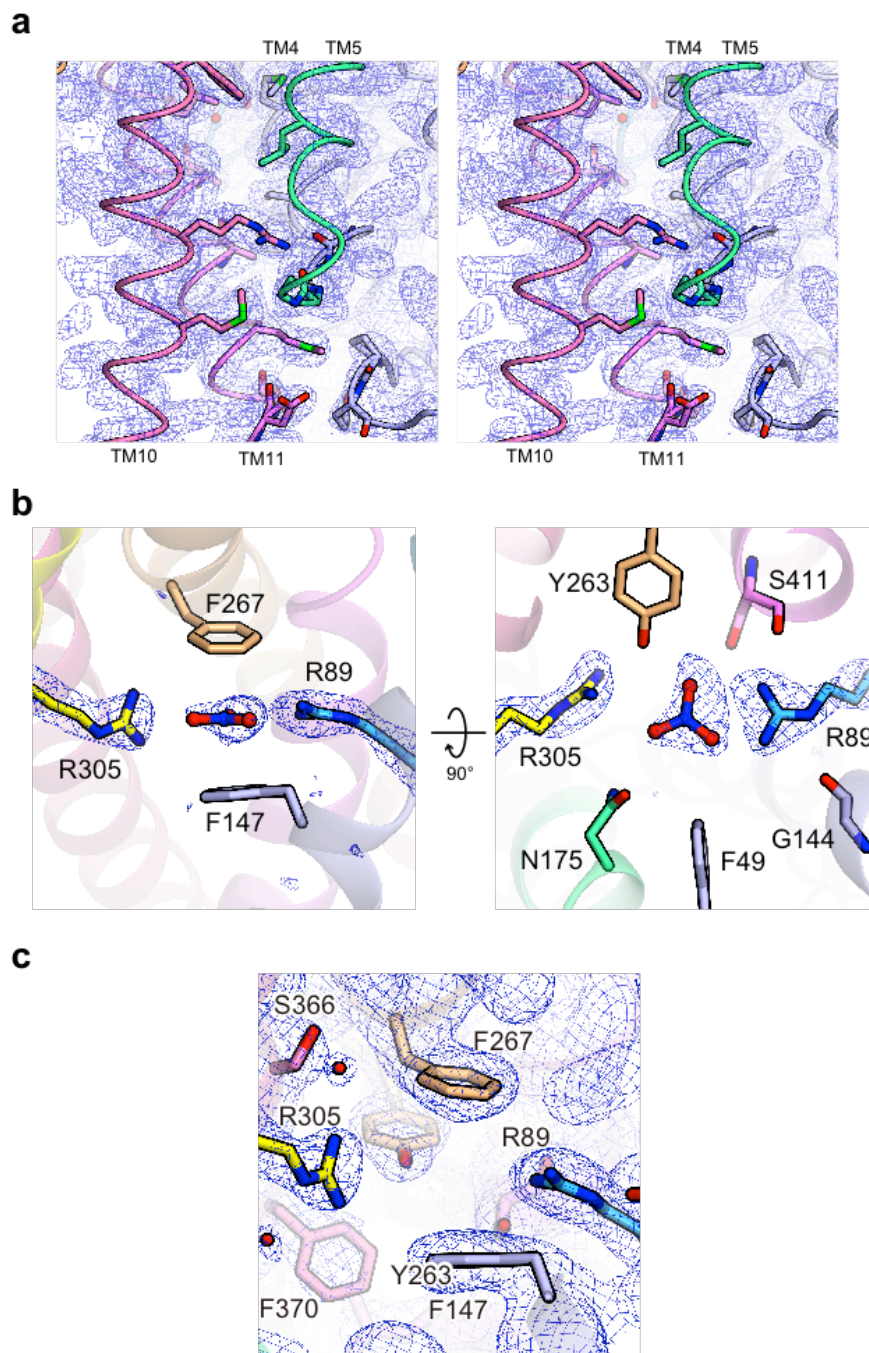 a
TM4 TM5 TM4 TM5
TM10 TM11 TM10 TM11
b
F267
R89
R305
F147
90°
Y263 S411
R305 R89
N175 F49 G144
c
S366
F267
R305
R89
Y263
F370 F147